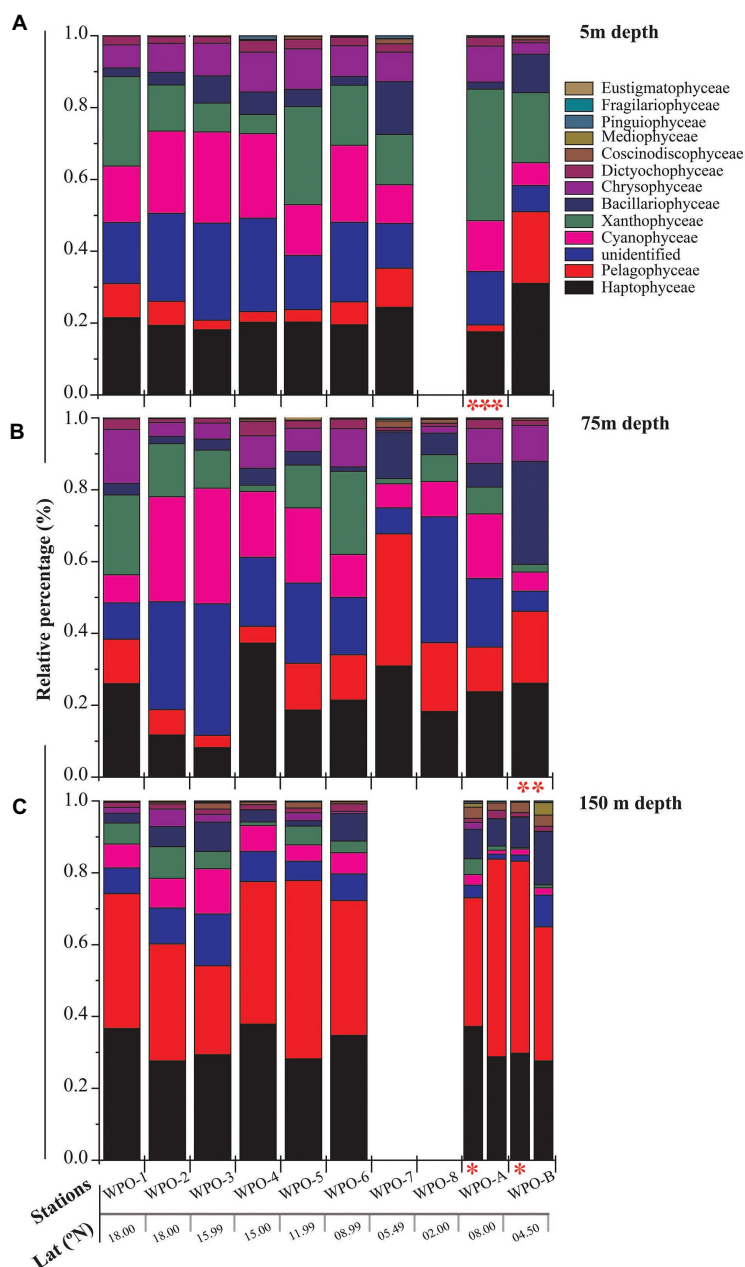 A
5m depth
1.0
0.8
0.6
0.4
0.2
0.0
Eustigmatophyceae
Fragilariophyceae
Pinguiophyceae
Mediophyceae
Coscinodiscophyceae
Dictyochophyceae
Chrysophyceae
Bacillariophyceae
Xanthophyceae
Cyanophyceae
unidentified
Pelagophyceae
Haptophyceae
***
B
75m depth
1.0
0.8
0.6
0.4
0.2
0.0
Relative percentage (%)
**
C
150 m depth
1.0
0.8
0.6
0.4
0.2
0.0
* *
Stations WPO-1 WPO-2 WPO-3 WPO-4 WPO-5 WPO-6 WPO-7 WPO-8 WPO-A WPO-B
Lat (°N) 18.00 18.00 15.99 15.00 11.99 08.99 05.49 02.00 08.00 04.50